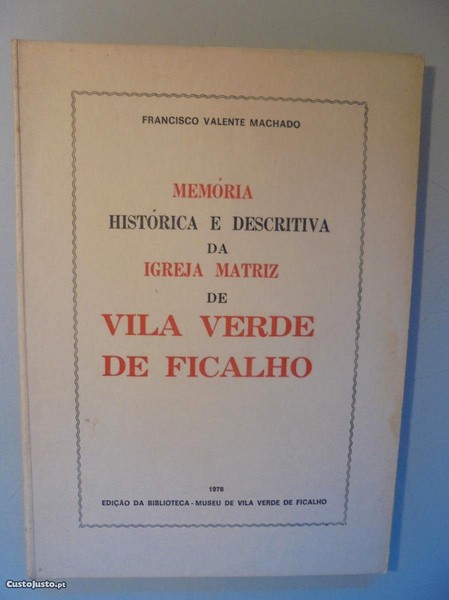 FRANCISCO VALENTE MACHADO
MEMÓRIA
HISTÓRICA E DESCRITIVA
DA
IGREJA MATRIZ
DE
VILA VERDE
DE FICALHO
1978
EDIÇÃO DA BIBLIOTECA - MUSEU DE VILA VERDE DE FICALHO
CustoJusto.pt